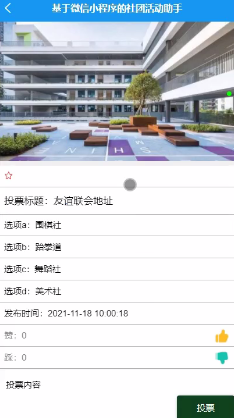 基于微信小程序的社团活动助手
投票标题：友谊联会地址
选项a：围棋社
选项b：跆拳道
选项c：舞蹈社
选项d：美术社
发布时间：2021-11-18 10:00:18
赞：0
踩：0
投票内容
投票